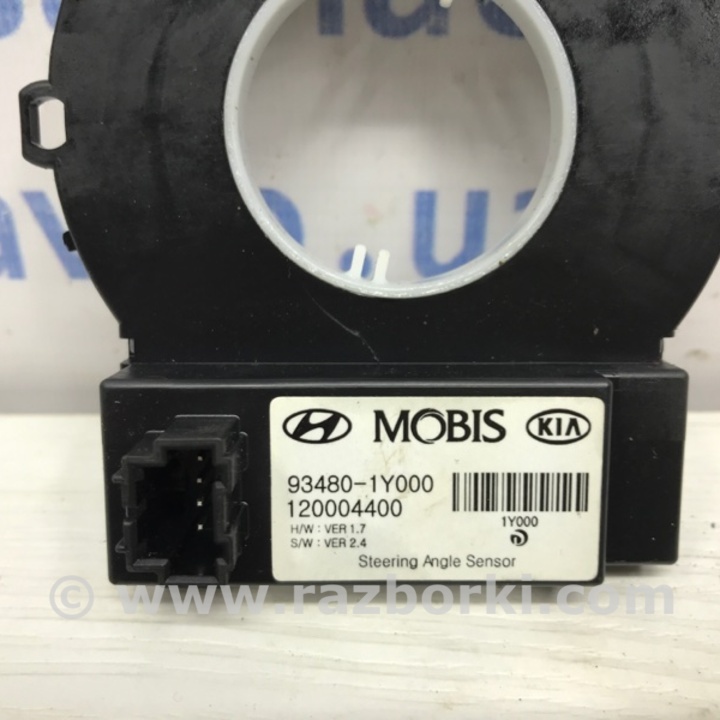 MOBIS KIA
93480-1Y000
120004400
H/W : VER 1.7
S/W : VER 2.4
1Y000
Steering Angle Sensor
© www.razborki.com